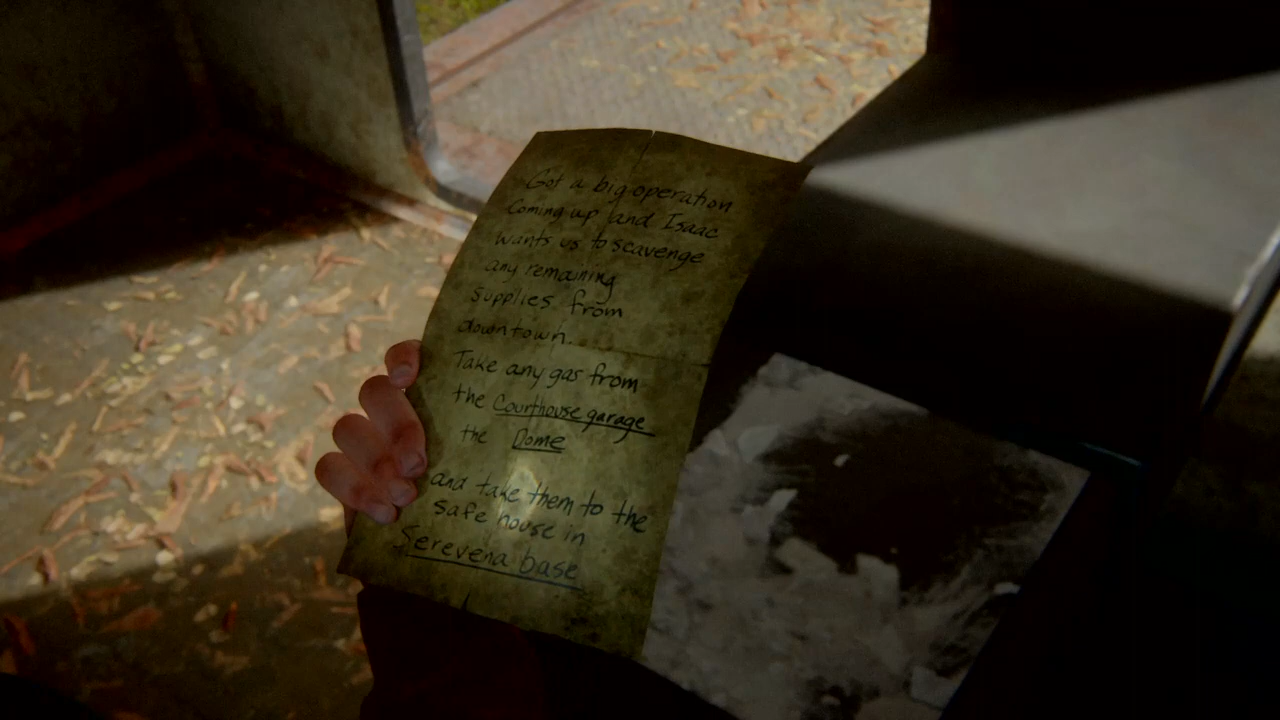 Got a big operation
Coming up and Isaac
wants us to scavenge
any remaining
supplies from
downtown.
Take any gas from
the Courthouse garage
the Dome
and take them to the
safe house in
Serevena base